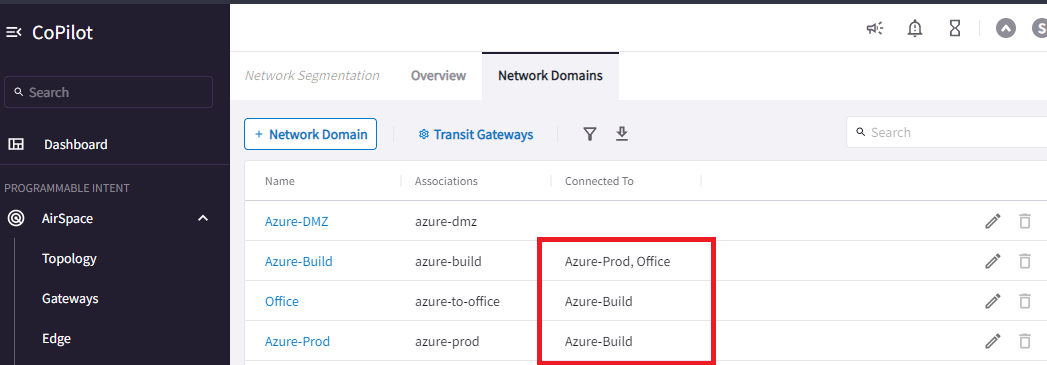 CoPilot
Search
Dashboard
PROGRAMMABLE INTENT
AirSpace
Topology
Gateways
Edge
S
Network Segmentation Overview Network Domains
+ Network Domain Transit Gateways
Search
Name Associations Connected To
Azure-DMZ azure-dmz
Azure-Build azure-build Azure-Prod, Office
Office azure-to-office Azure-Build
Azure-Prod azure-prod Azure-Build